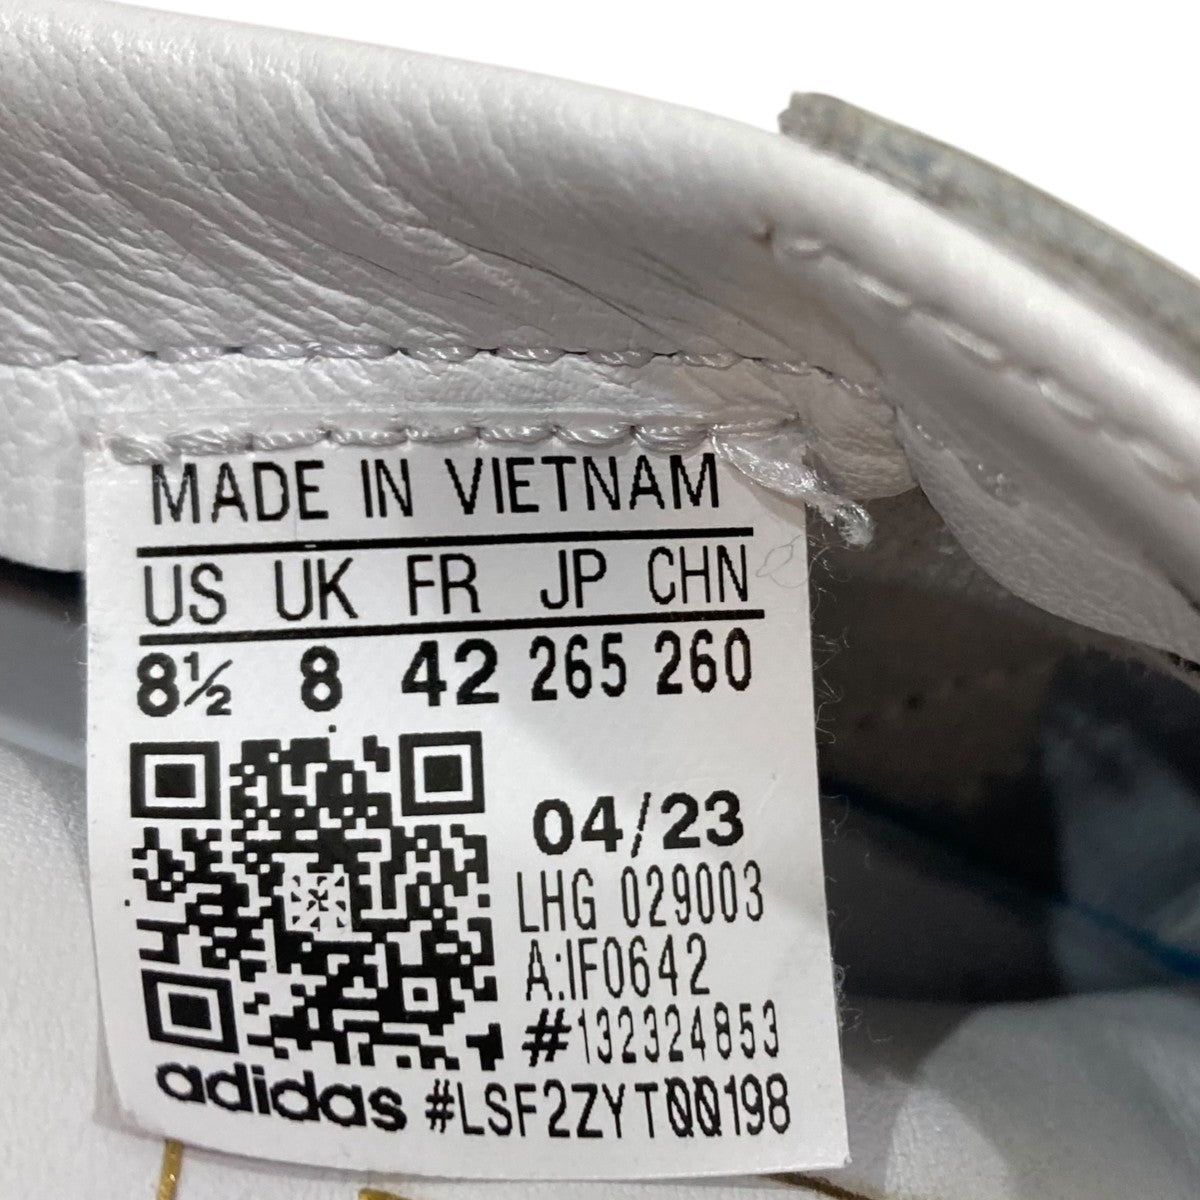 MADE IN VIETNAM
US UK FR JP CHN
8½ 8 42 265 260
04/23
LHG 029003
A:IF0642
#132324853
adidas #LSF2ZYT00198